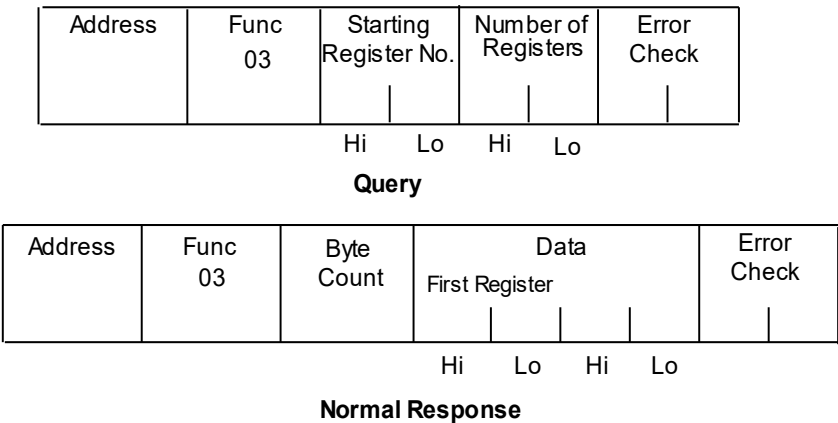 Address Func Starting Number of Error
03 Register No. Registers Check
Hi Lo Hi Lo
Query
Address Func Byte Data Error
03 Count First Register Check
Hi Lo Hi Lo
Normal Response